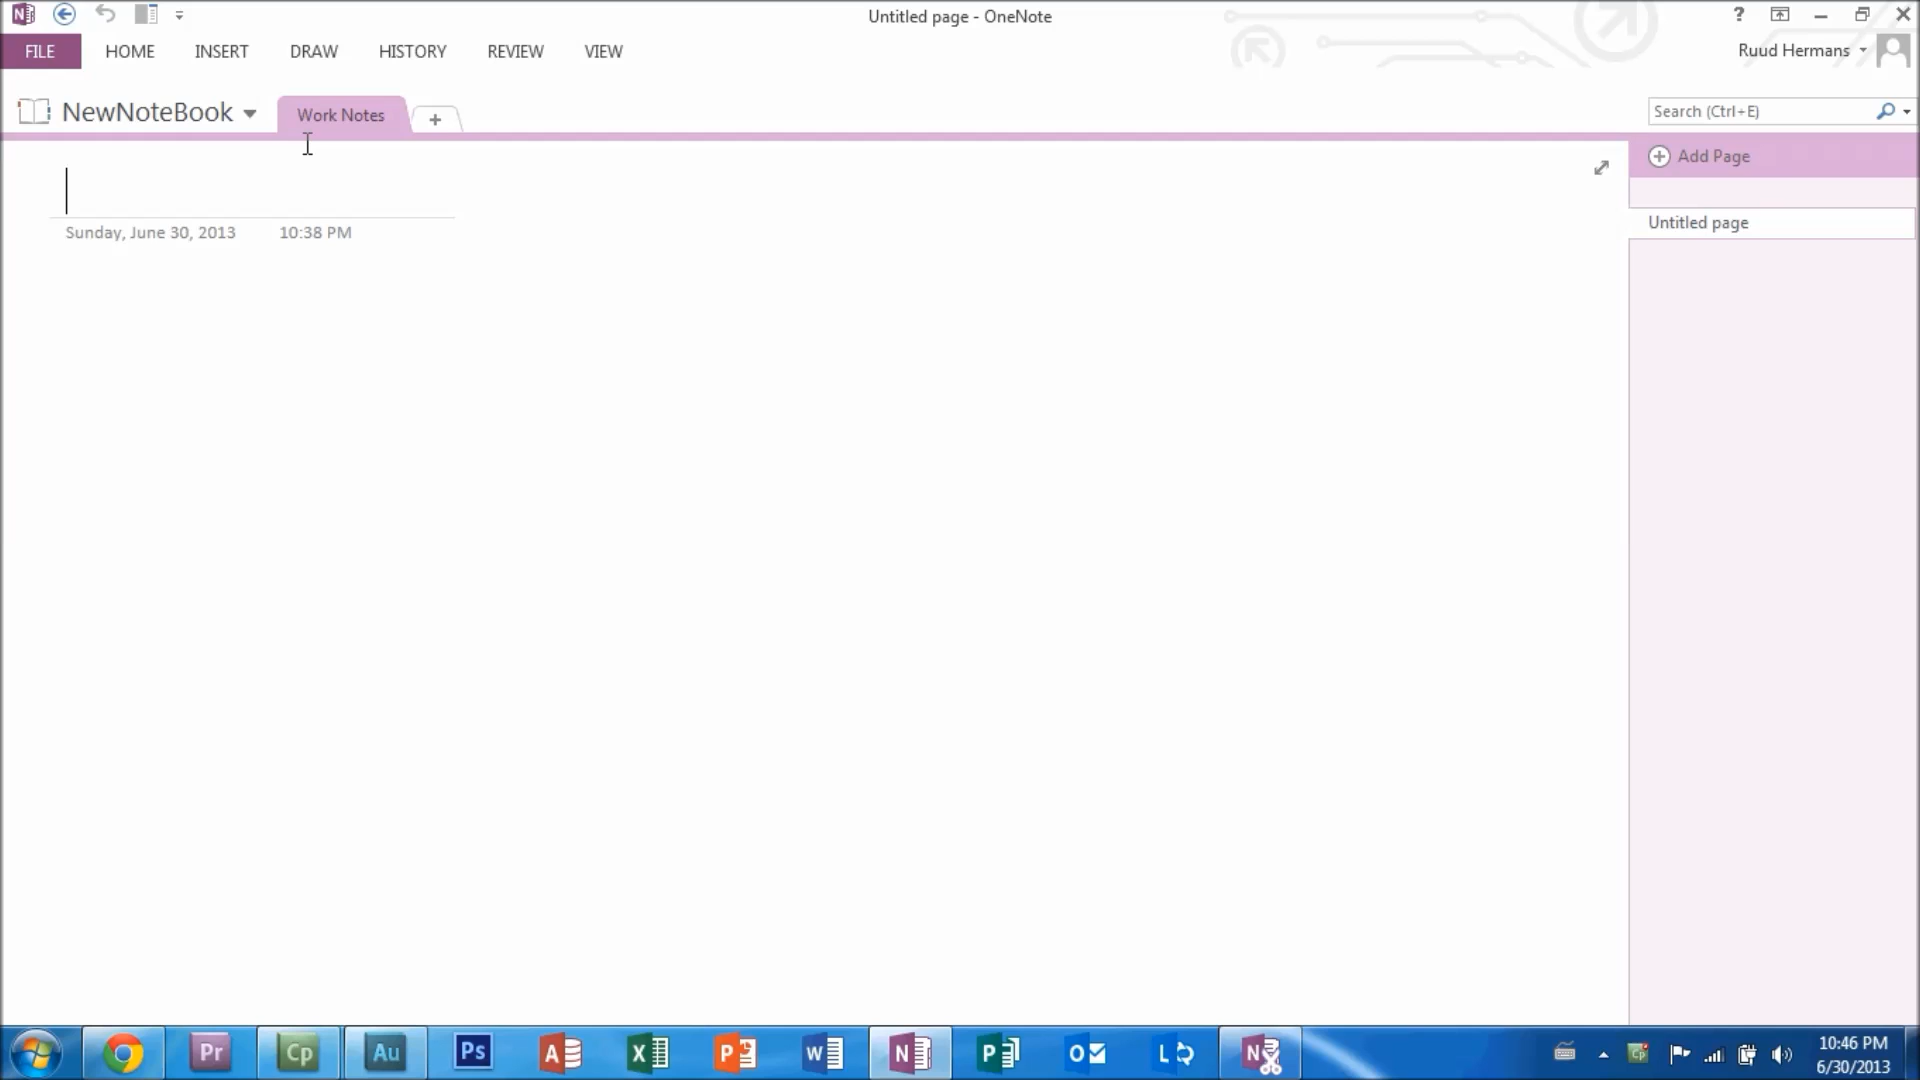 Untitled page - OneNote
?
FILE HOME INSERT DRAW HISTORY REVIEW VIEW
Ruud Hermans
NewNoteBook
Work Notes
+
Search (Ctrl+E)
Add Page
Sunday, June 30, 2013 10:38 PM
Untitled page
Pr Cp Au Ps A X P W N P O L N Cp
10:46 PM
6/30/2013